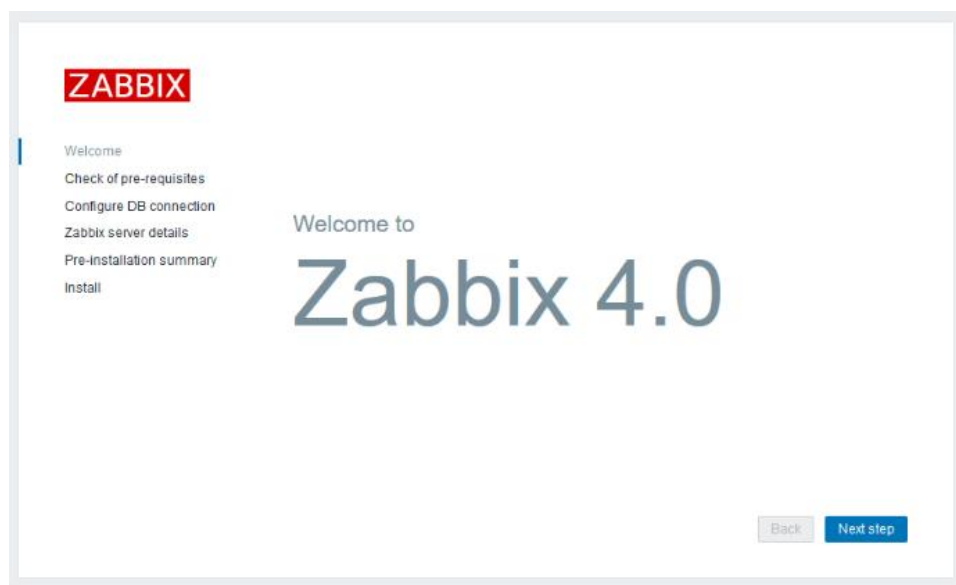 ZABBIX
Welcome
Check of pre-requisites
Configure DB connection
Zabbix server details
Pre-installation summary
Install
Welcome to
Zabbix 4.0
Back
Next step